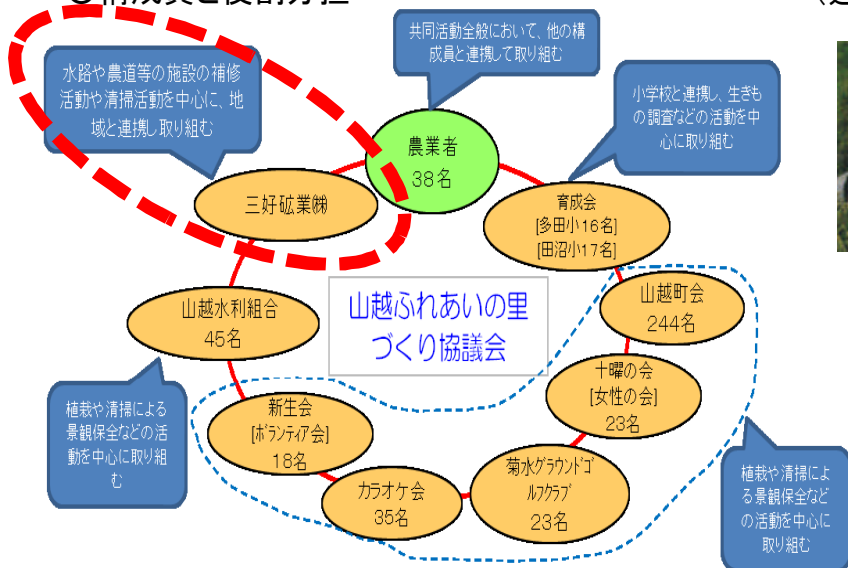 ○構成員と役割分担
共同活動全般において、他の構
成員と連携して取り組む
水路や農道等の施設の補修
活動や清掃活動を中心に、地
域と連携し取り組む
小学校と連携し、生きも
の調査などの活動を中
心に取り組む
農業者
38名
三好砿業㈱
育成会
[多田小16名]
[田沼小17名]
山越水利組合
45名
山越ふれあいの里
づくり協議会
山越町会
244名
十曜の会
[女性の会]
23名
植栽や清掃による
景観保全などの活
動を中心に取り組
む
新生会
[ボランティア会]
18名
カラオケ会
35名
菊水グラウンドゴ
ルフクラブ
23名
植栽や清掃によ
る景観保全など
の活動を中心に
取り組む